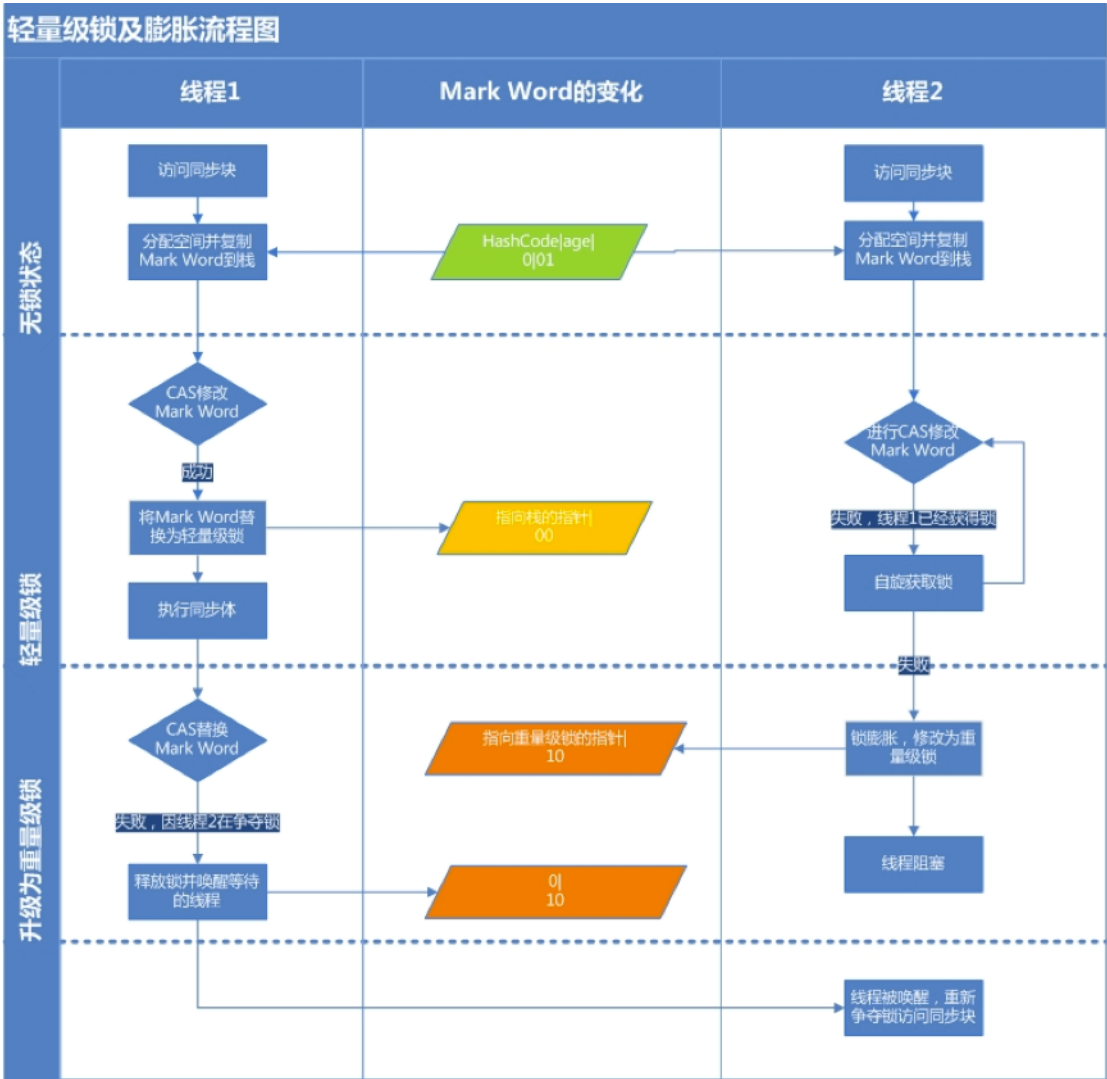 轻量级锁及膨胀流程图
线程1
Mark Word的变化
线程2
无锁状态
访问同步块
访问同步块
分配空间并复制
Mark Word到栈
HashCode|age|
0|01
分配空间并复制
Mark Word到栈
轻量级锁
CAS修改
Mark Word
进行CAS修改
Mark Word
成功
将Mark Word替
换为轻量级锁
指向栈的指针|
00
失败，线程1已经获得锁
执行同步体
自旋获取锁
失败
升级为重量级锁
CAS替换
Mark Word
指向重量级锁的指针|
10
锁膨胀，修改为重
量级锁
失败，因线程2在争夺锁
释放锁并唤醒等待
的线程
0|
10
线程阻塞
线程被唤醒，重新
争夺锁访问同步块